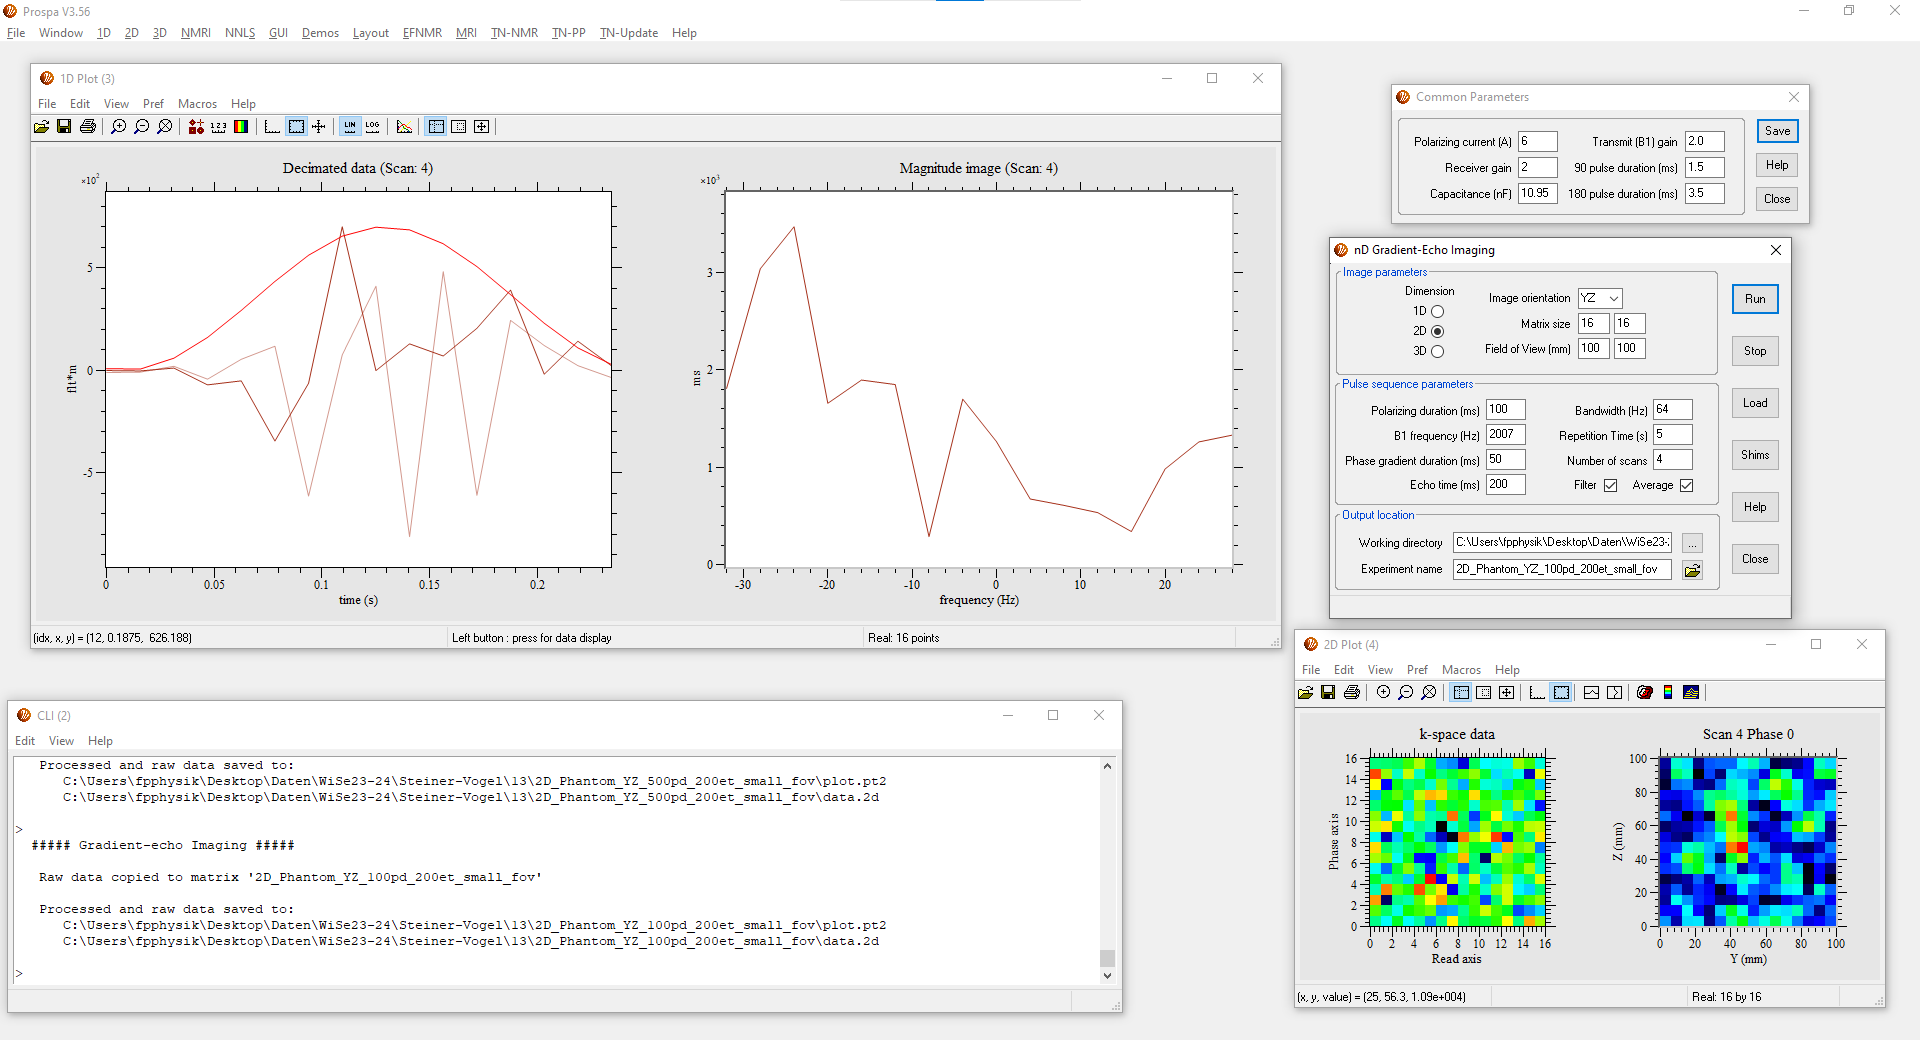 Prospa V3.56
File Window 1D 2D 3D NMRI NNLS GUI Demos Layout EFNMR MRI TN-NMR TN-PP TN-Update Help
1D Plot (3)
File Edit View Pref Macros Help
1 2 3 LIN LOG
Decimated data (Scan: 4)
×10²
5
0
-5
flt*m
0 0.05 0.1 0.15 0.2
time (s)
Magnitude image (Scan: 4)
×10³
3
2
1
0
ms
-30 -20 -10 0 10 20
frequency (Hz)
(idx, x, y) = (12, 0.1875, 626.188)
Left button : press for data display
Real: 16 points
Common Parameters
Polarizing current (A) 6 Transmit (B1) gain 2.0 Save
Receiver gain 2 90 pulse duration (ms) 1.5 Help
Capacitance (nF) 10.95 180 pulse duration (ms) 3.5 Close
nD Gradient-Echo Imaging
Image parameters
Dimension
1D
2D
3D
Image orientation YZ
Matrix size 16 16
Field of View (mm) 100 100
Run
Stop
Load
Shims
Help
Close
Pulse sequence parameters
Polarizing duration (ms) 100 Bandwidth (Hz) 64
B1 frequency (Hz) 2007 Repetition Time (s) 5
Phase gradient duration (ms) 50 Number of scans 4
Echo time (ms) 200 Filter Average
Output location
Working directory C:\Users\fpphysik\Desktop\Daten\WiSe23-: ...
Experiment name 2D_Phantom_YZ_100pd_200et_small_fov
CLI (2)
Edit View Help
Processed and raw data saved to:
C:\Users\fpphysik\Desktop\Daten\WiSe23-24\Steiner-Vogel\13\2D_Phantom_YZ_500pd_200et_small_fov\plot.pt2
C:\Users\fpphysik\Desktop\Daten\WiSe23-24\Steiner-Vogel\13\2D_Phantom_YZ_500pd_200et_small_fov\data.2d
>
##### Gradient-echo Imaging #####
Raw data copied to matrix '2D_Phantom_YZ_100pd_200et_small_fov'
Processed and raw data saved to:
C:\Users\fpphysik\Desktop\Daten\WiSe23-24\Steiner-Vogel\13\2D_Phantom_YZ_100pd_200et_small_fov\plot.pt2
C:\Users\fpphysik\Desktop\Daten\WiSe23-24\Steiner-Vogel\13\2D_Phantom_YZ_100pd_200et_small_fov\data.2d
>
2D Plot (4)
File Edit View Pref Macros Help
k-space data
16
14
12
10
8
6
4
2
0
Phase axis
0 2 4 6 8 10 12 14 16
Read axis
Scan 4 Phase 0
100
80
60
40
20
0
Z (mm)
0 20 40 60 80 100
Y (mm)
(x, y, value) = (25, 56.3, 1.09e+004)
Real: 16 by 16